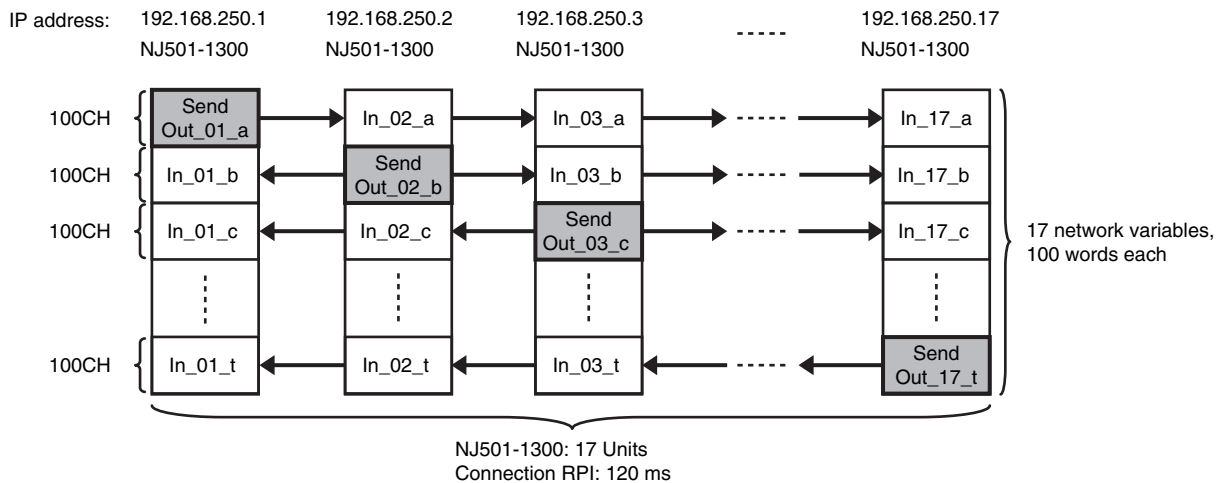 IP address: 192.168.250.1 192.168.250.2 192.168.250.3 192.168.250.17
NJ501-1300 NJ501-1300 NJ501-1300 NJ501-1300
100CH Send Out_01_a In_02_a In_03_a In_17_a
100CH In_01_b Send Out_02_b In_03_b In_17_b
100CH In_01_c In_02_c Send Out_03_c In_17_c
17 network variables,
100 words each
100CH In_01_t In_02_t In_03_t Send Out_17_t
NJ501-1300: 17 Units
Connection RPI: 120 ms